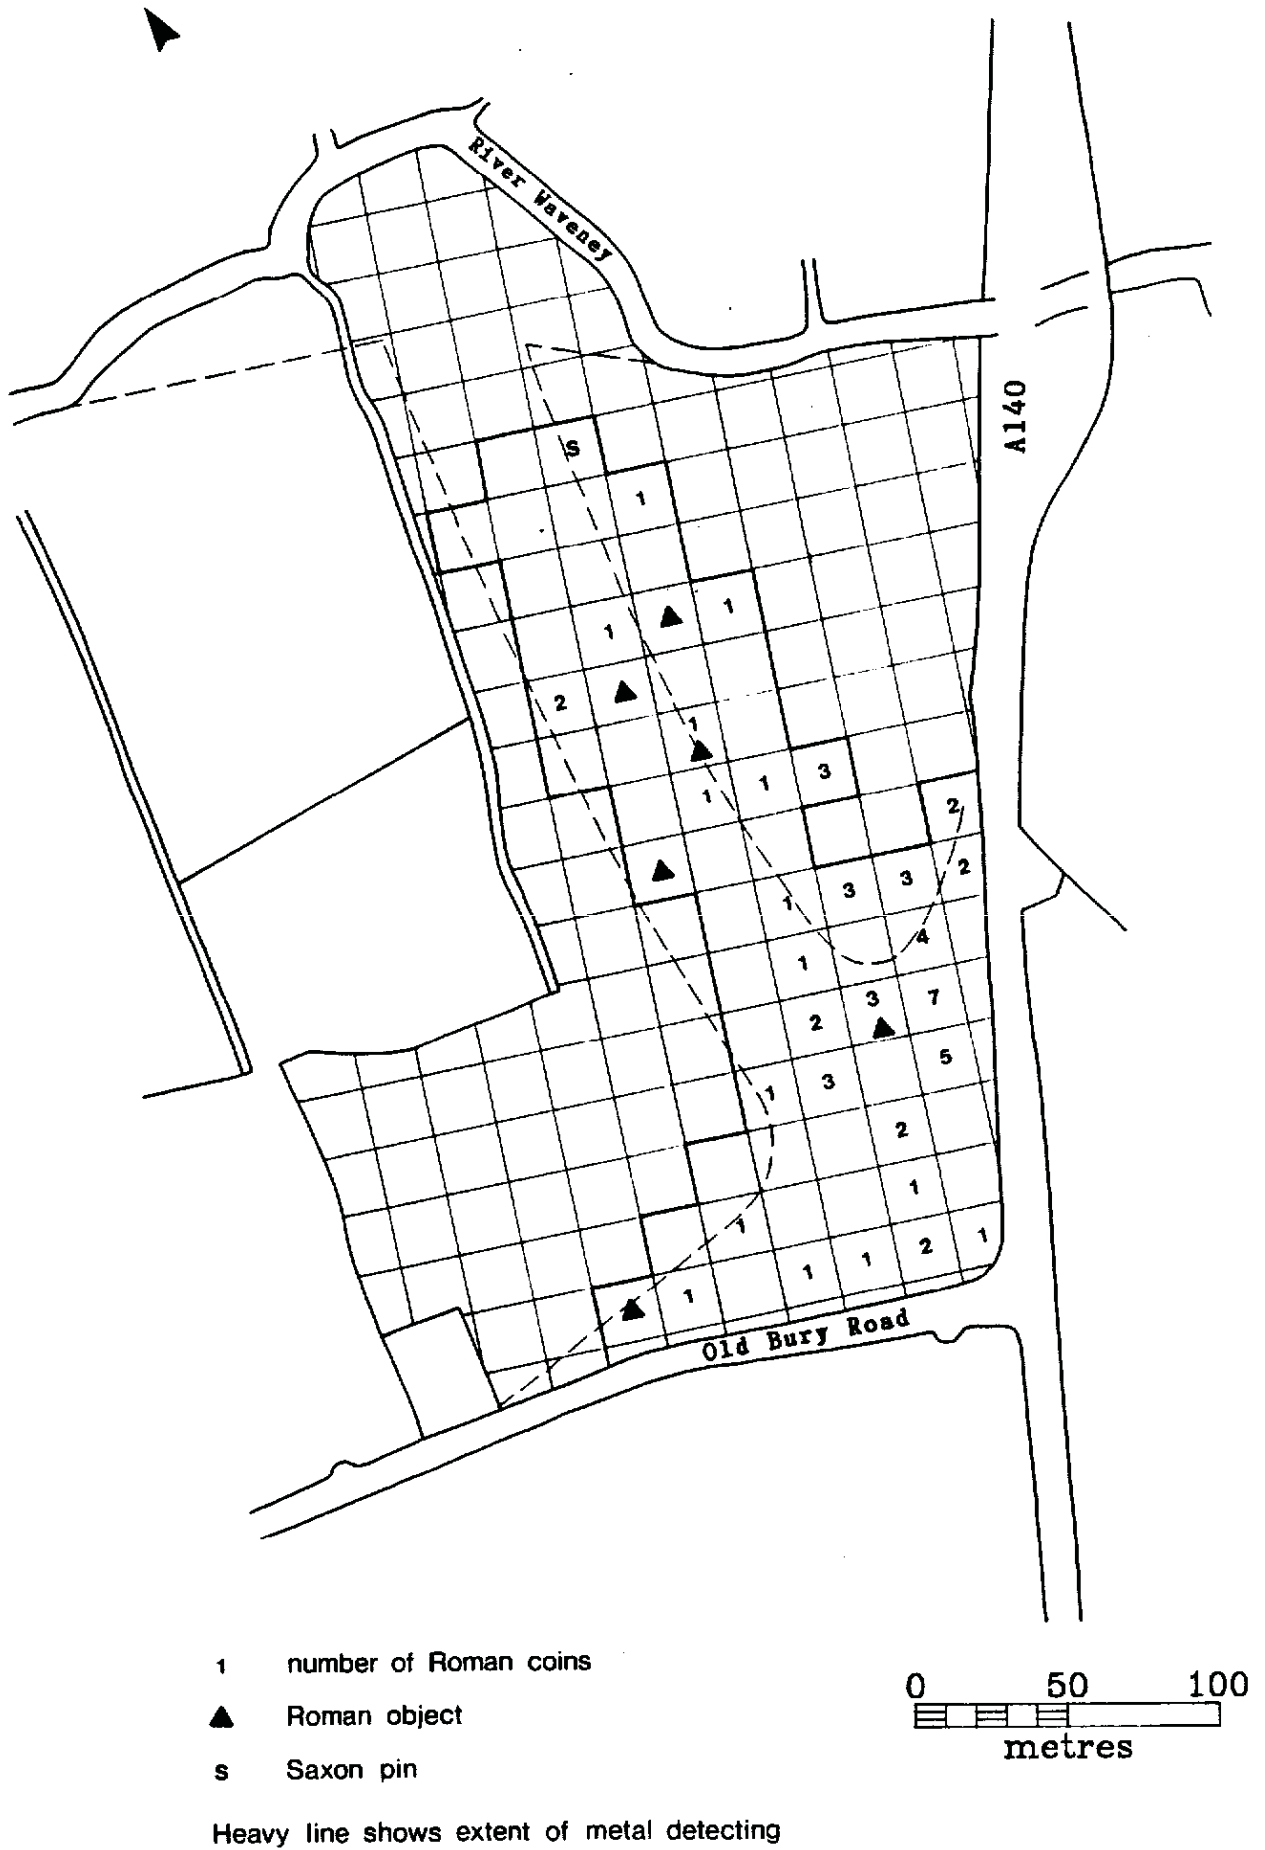 River Waveney
A140
S
1
1 1
2
1
1 1 3
2
1 3 3 2
1 4
2 3 7
1 3 5
2
1
1
1 1 1 2 1
Old Bury Road
1 number of Roman coins
Roman object
S Saxon pin
Heavy line shows extent of metal detecting
0 50 100
metres